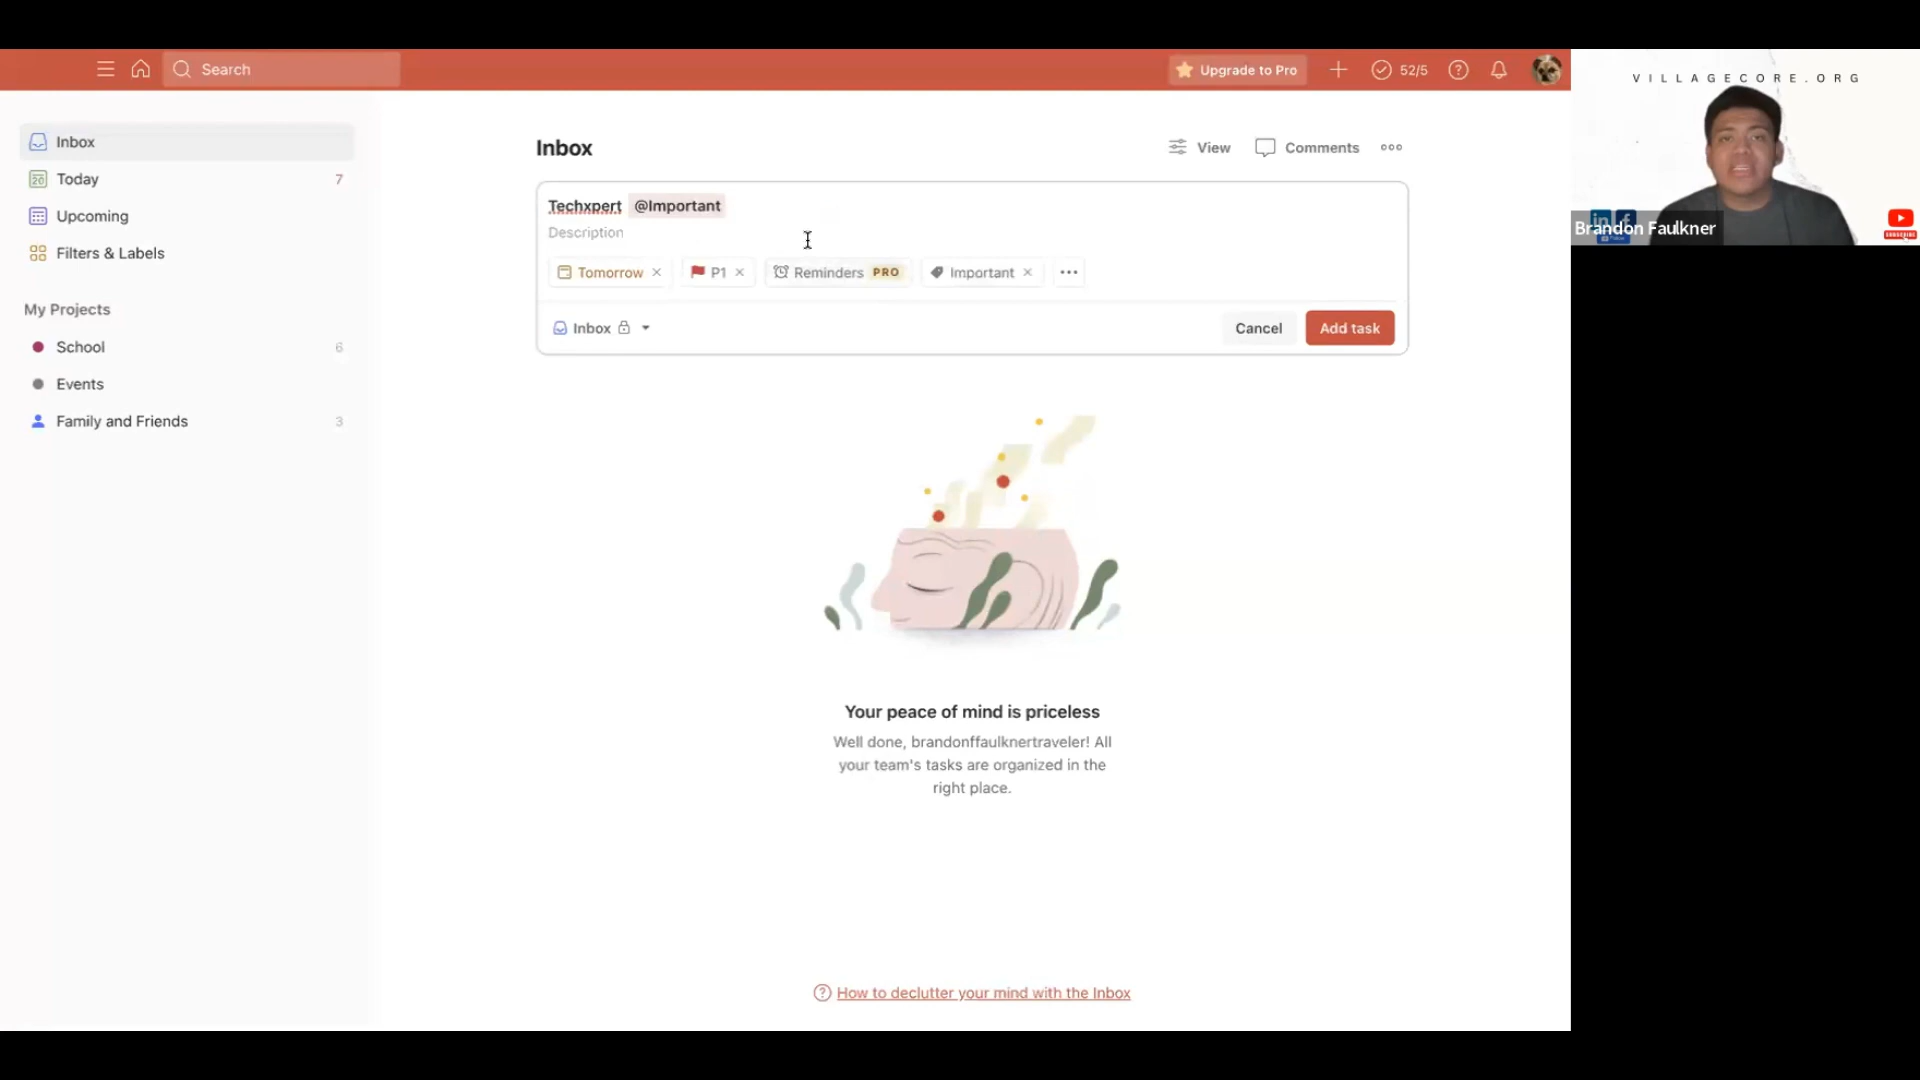 Search
Upgrade to Pro
52/5
VILLAGECORE.ORG
Inbox
20
Today
7
Upcoming
Filters & Labels
My Projects
School
6
Events
Family and Friends
3
Inbox
View
Comments
Techxpert @Important
Description
Tomorrow
P1
Reminders PRO
Important
Inbox
Cancel
Add task
Your peace of mind is priceless
Well done, brandonffaulknertraveler! All
your team's tasks are organized in the
right place.
How to declutter your mind with the Inbox
Brandon Faulkner